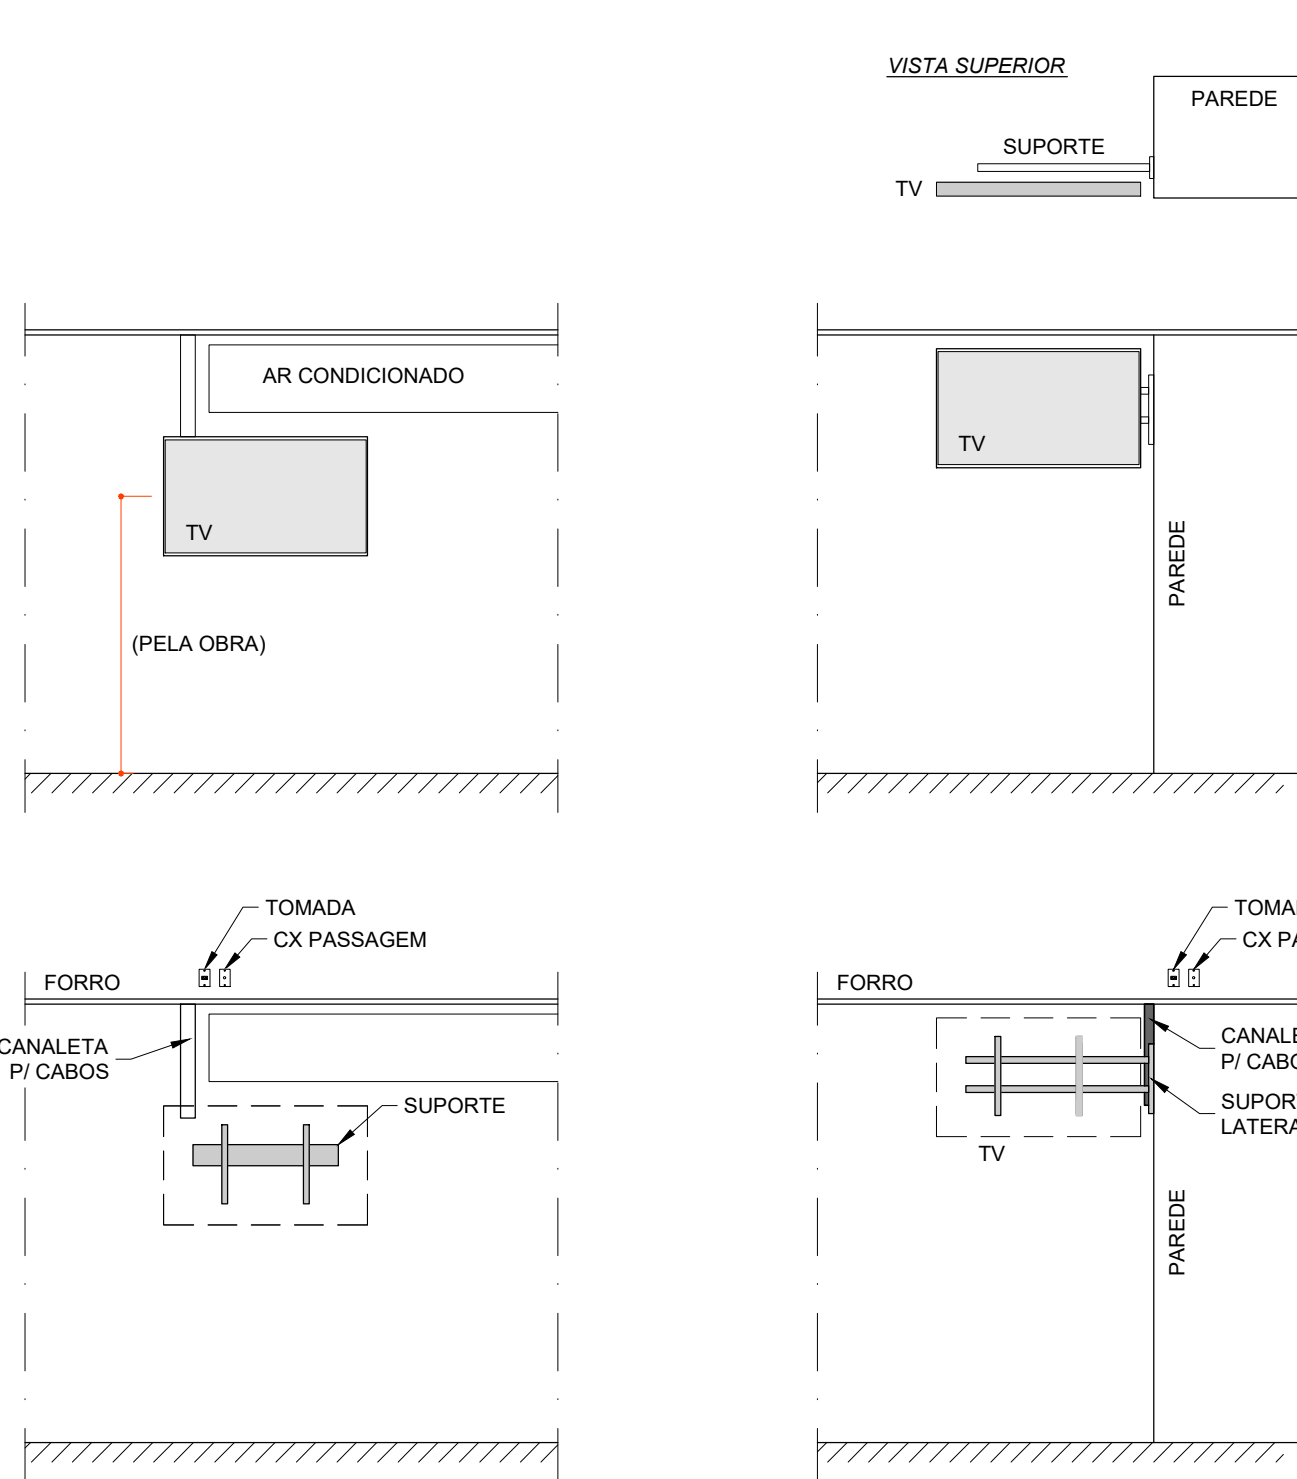 VISTA SUPERIOR
PAREDE
SUPORTE
TV
AR CONDICIONADO
TV
(PELA OBRA)
TV
PAREDE
TOMADA
CX PASSAGEM
FORRO
CANALETA
P/ CABOS
SUPORTE
CX
FORRO
P/
TV
PAREDE